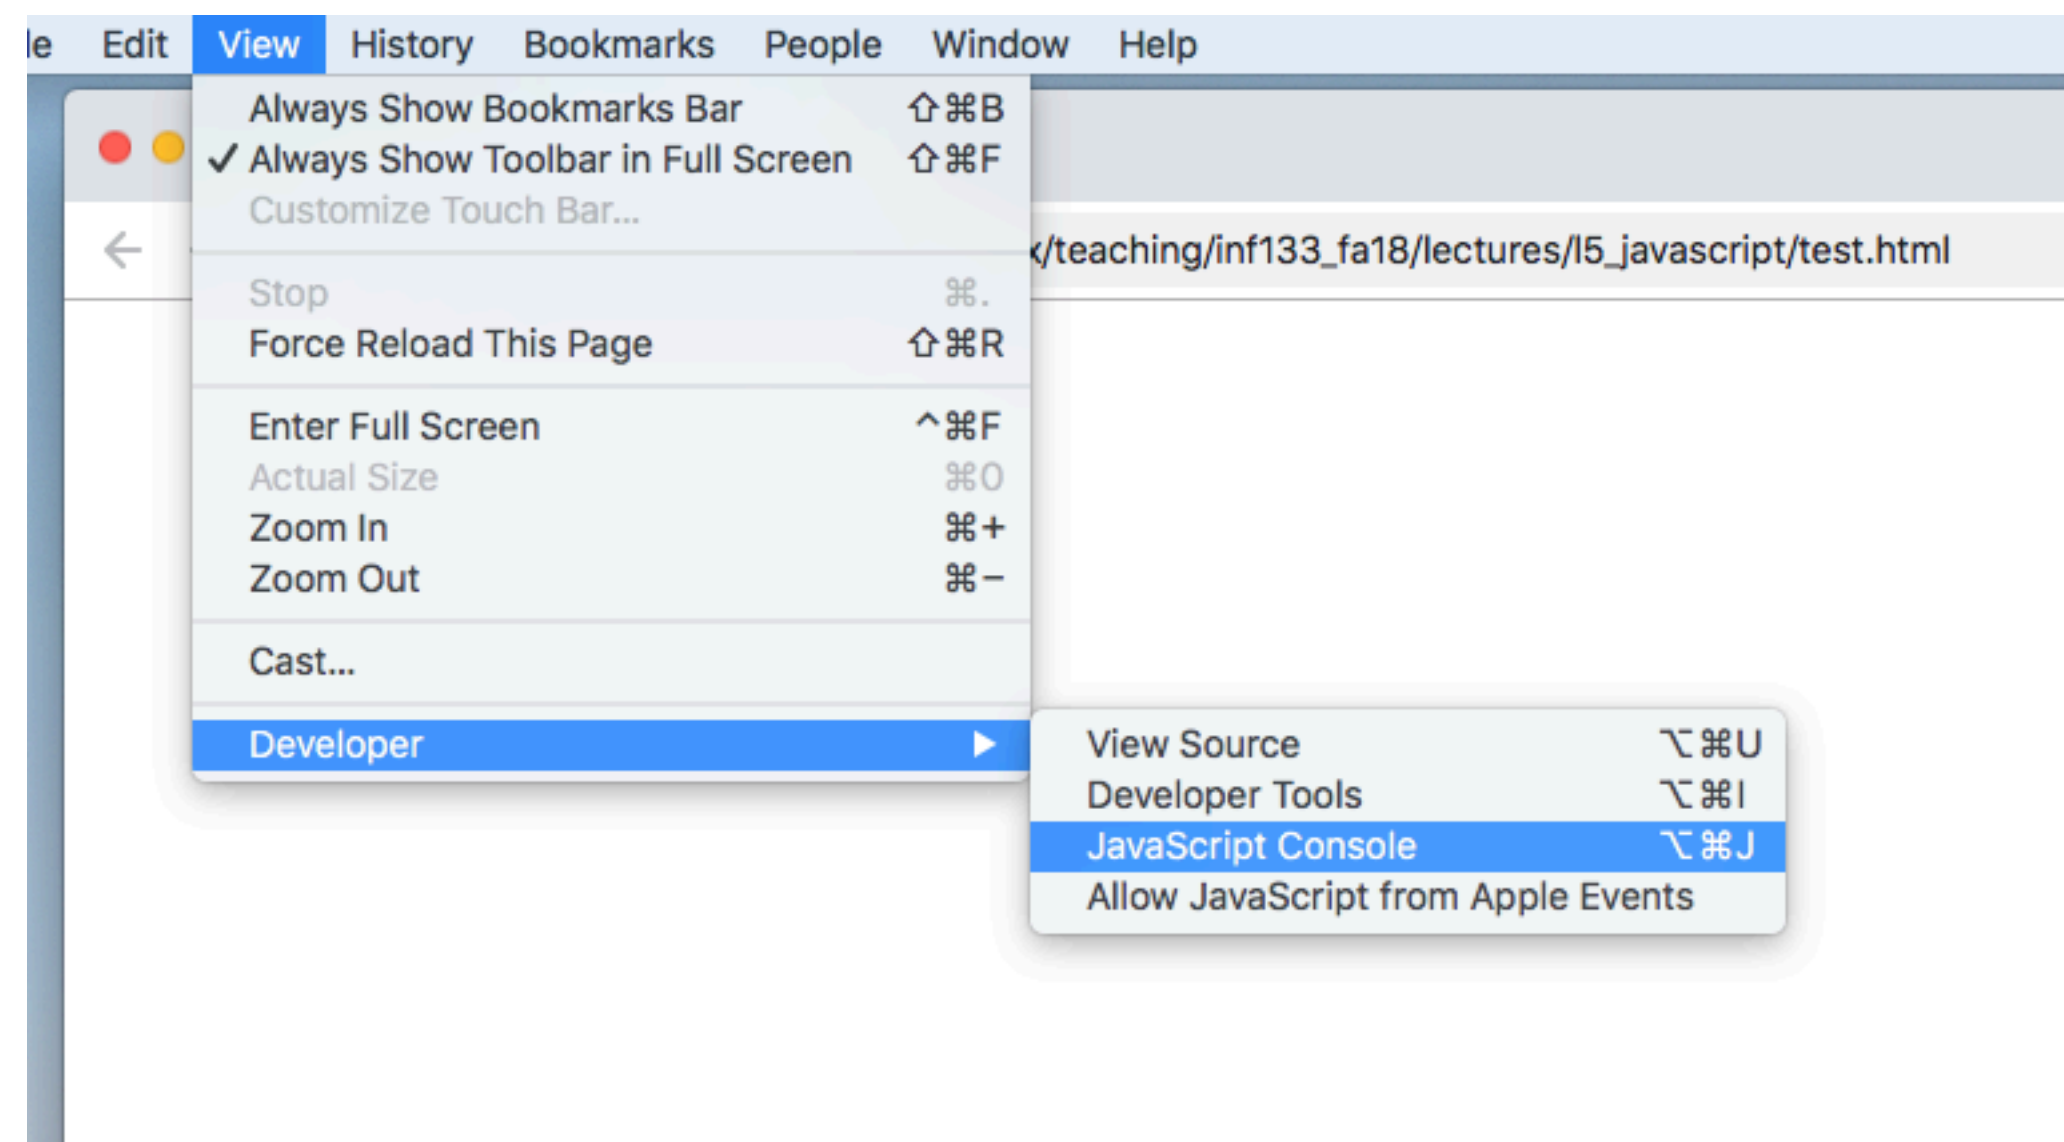 le Edit View History Bookmarks People Window Help
Always Show Bookmarks Bar ⇧⌘B
✓ Always Show Toolbar in Full Screen ⇧⌘F
Customize Touch Bar...
x/teaching/inf133_fa18/lectures/l5_javascript/test.html
Stop ⌘.
Force Reload This Page ⇧⌘R
Enter Full Screen ^⌘F
Actual Size ⌘0
Zoom In ⌘+
Zoom Out ⌘−
Cast...
Developer ▶
View Source ⌥⌘U
Developer Tools ⌥⌘I
JavaScript Console ⌥⌘J
Allow JavaScript from Apple Events